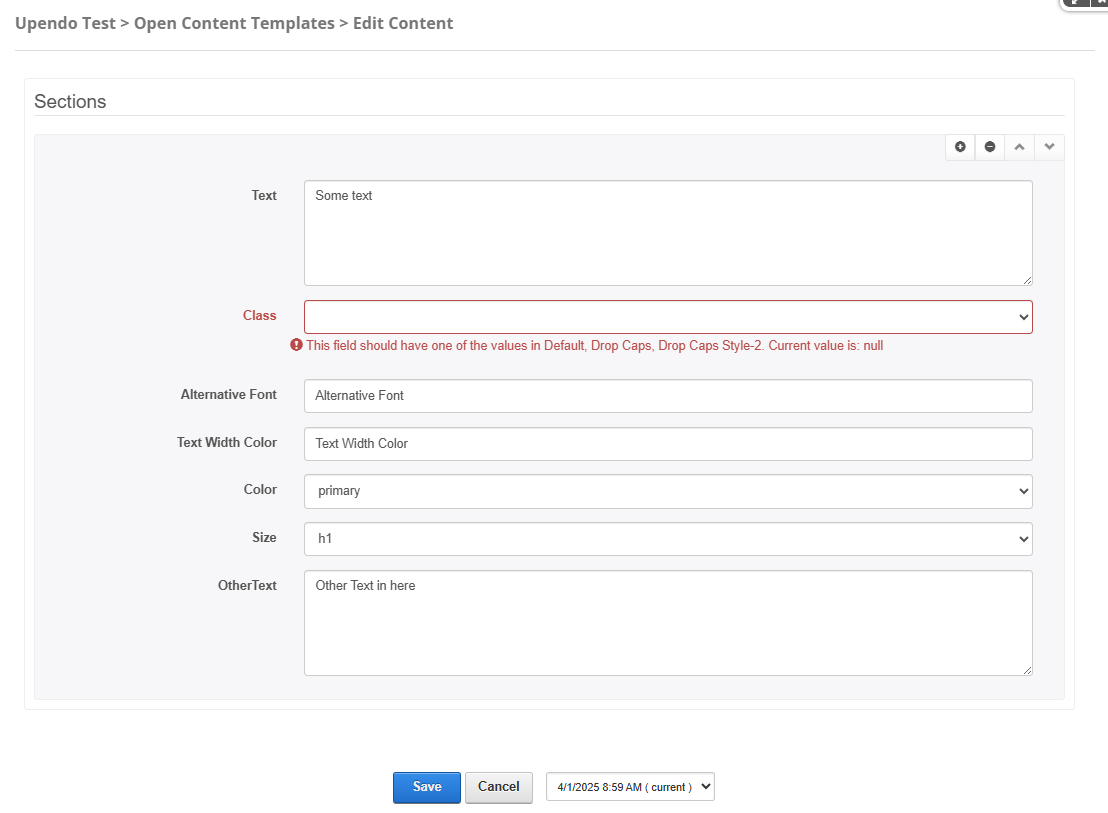 Upendo Test > Open Content Templates > Edit Content
Sections
Text
Some text
Class
This field should have one of the values in Default, Drop Caps, Drop Caps Style-2. Current value is: null
Alternative Font
Alternative Font
Text Width Color
Text Width Color
Color
primary
Size
h1
OtherText
Other Text in here
Save
Cancel
4/1/2025 8:59 AM ( current )